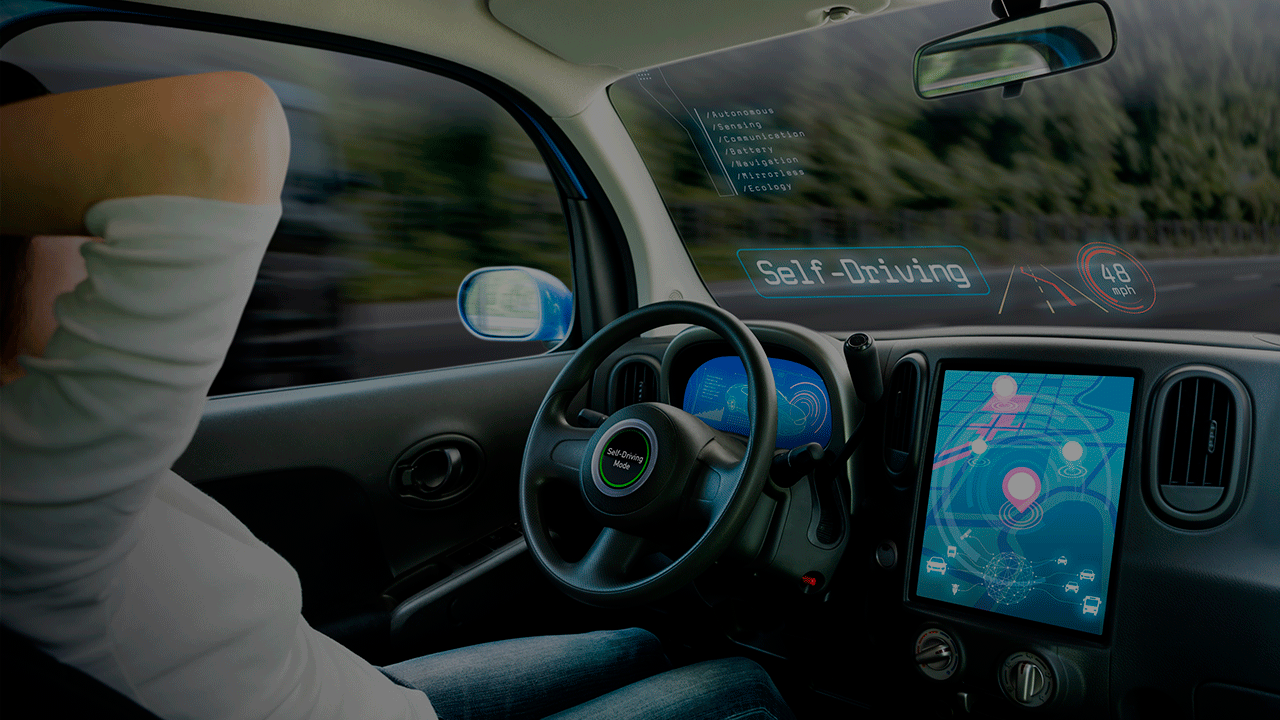 /Autonomous
/Sensing
/Communication
/Battery
/Navigation
/Mirrorless
/Ecology
Self-Driving
48
mph
Self-Driving
Mode